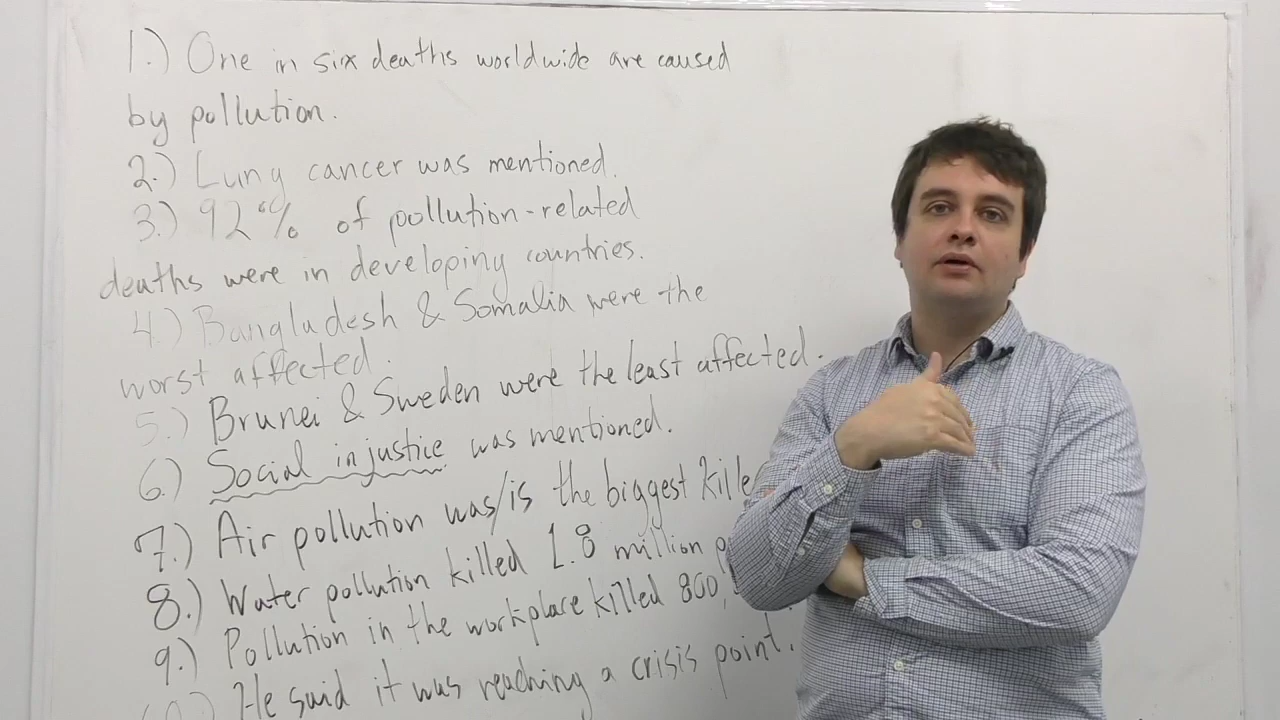 1.) One in six deaths worldwide are caused
by pollution.
2.) Lung cancer was mentioned.
3.) 92% of pollution-related
deaths were in developing countries.
4.) Bangladesh & Somalia were the
worst affected.
5.) Brunei & Sweden were the least affected.
6.) Social injustice was mentioned.
7.) Air pollution was/is the biggest
8.) Water pollution killed 1.8 million
9.) Pollution in the workplace killed
He said it was reaching a crisis point.